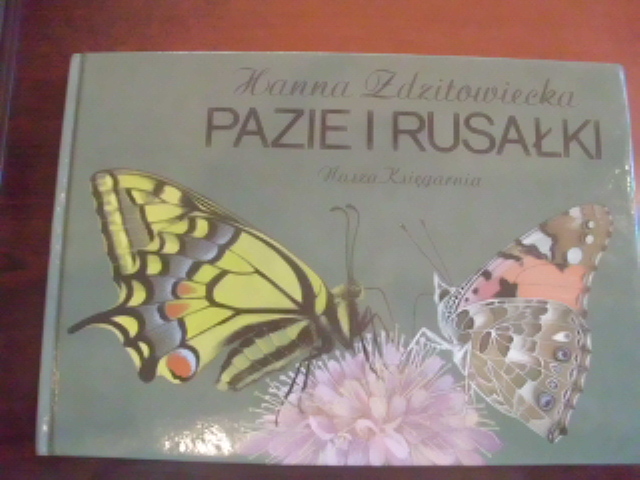 Hanna Zdzitowiecka
PAZIE I RUSAŁKI
Nasza Księgarnia